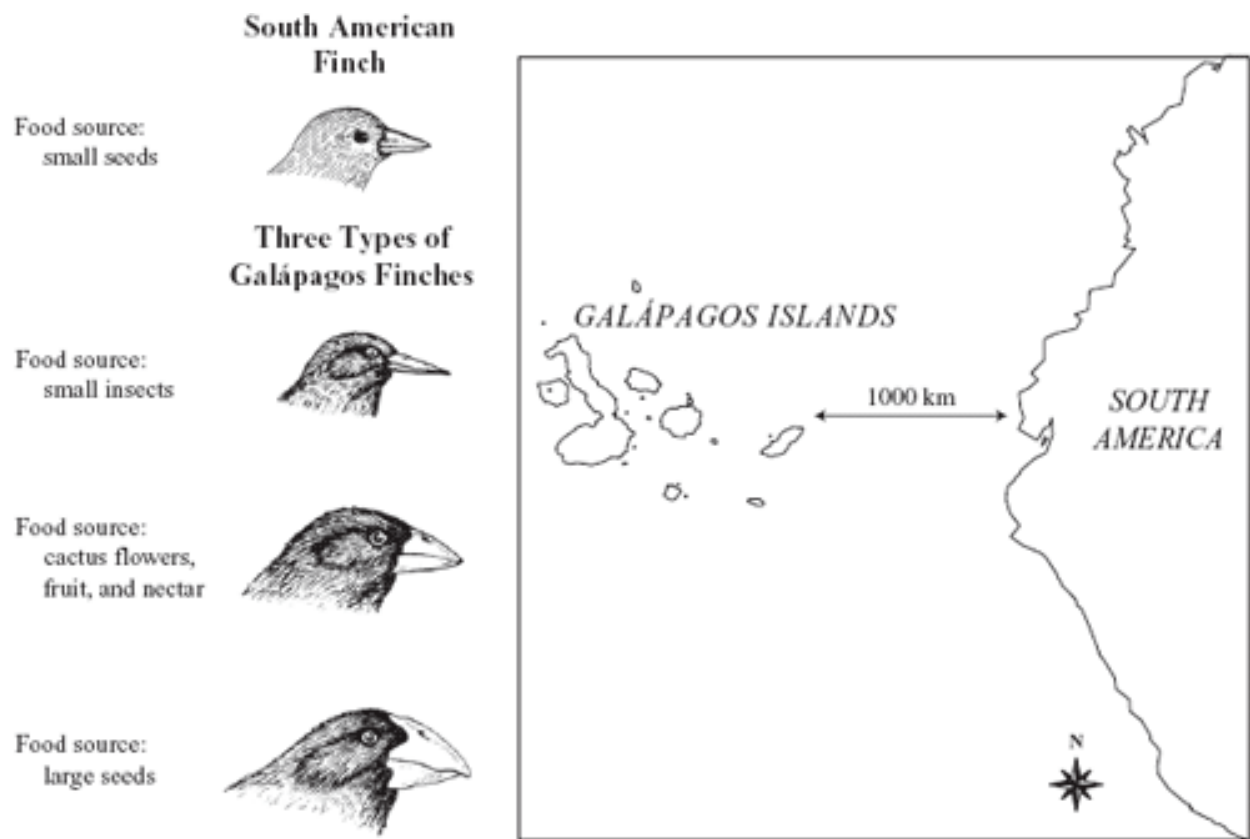 South American
Finch
Food source:
small seeds
Three Types of
Galápagos Finches
Food source:
small insects
Food source:
cactus flowers,
fruit, and nectar
Food source:
large seeds
GALÁPAGOS ISLANDS
1000 km
SOUTH
AMERICA
N